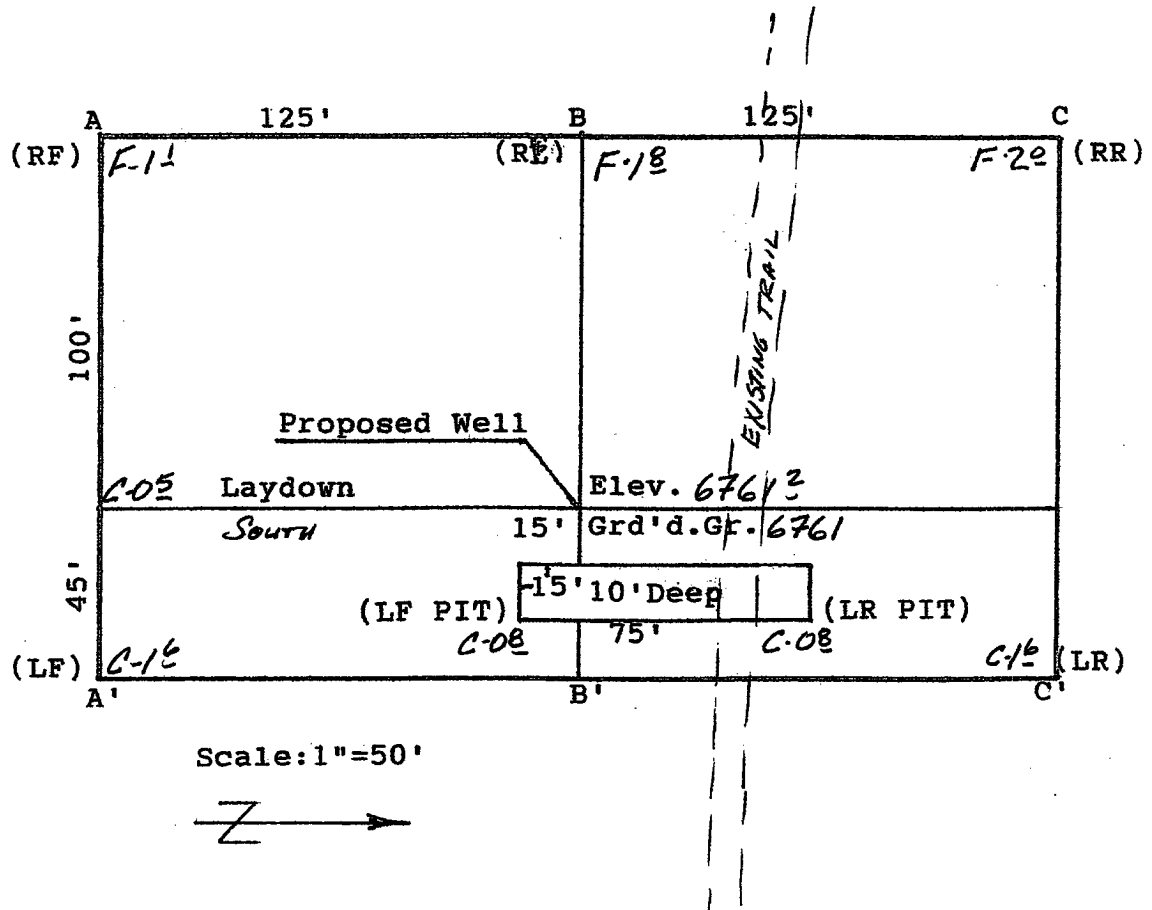 A 125' B 125' C
(RF) F-1<u>1</u> F-1<u>8</u> F-2<u>0</u> (RR)
EXISTING TRAIL
100'
Proposed Well
C-0<u>5</u> Laydown Elev. 6761<u>2</u>
South 15' Grd'd.Gr. 6761
45'
15' 10'Deep
(LF PIT) 75' (LR PIT)
C-0<u>8</u> C-0<u>8</u>
(LF) C-1<u>6</u> C-1<u>6</u> (LR)
A' B' C'
Scale:1"=50'
Z